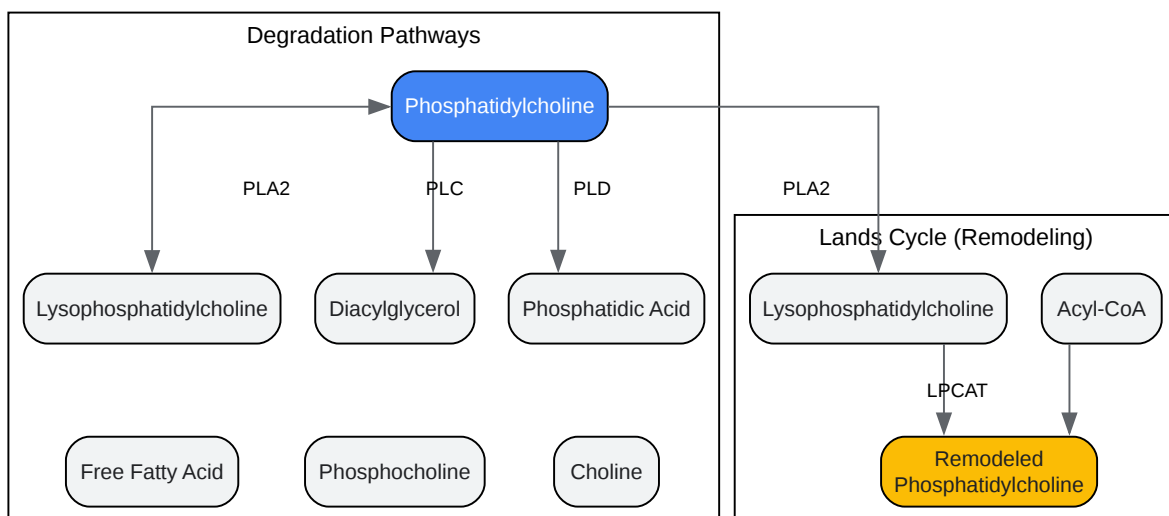 Degradation Pathways
Phosphatidylcholine
PLA2
PLC
PLD
PLA2
Lands Cycle (Remodeling)
Lysophosphatidylcholine
Diacylglycerol
Phosphatidic Acid
Lysophosphatidylcholine
Acyl-CoA
LPCAT
Free Fatty Acid
Phosphocholine
Choline
Remodeled
Phosphatidylcholine